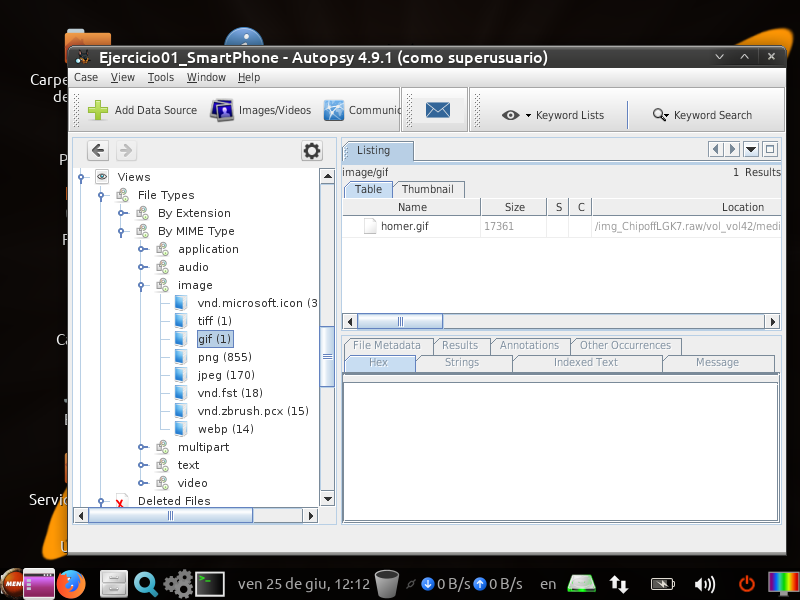 Ejercicio01_SmartPhone - Autopsy 4.9.1 (como superusuario)
Case View Tools Window Help
Add Data Source Images/Videos Communic Keyword Lists Keyword Search
Carpe
de
Listing
image/gif 1 Results
Table Thumbnail
Name Size S C Location
homer.gif 17361 /img_ChipoffLGK7.raw/vol_vol42/medi
Views
File Types
By Extension
By MIME Type
application
audio
image
vnd.microsoft.icon (3
tiff (1)
gif (1)
png (855)
jpeg (170)
vnd.fst (18)
vnd.zbrush.pcx (15)
webp (14)
multipart
text
video
Deleted Files
File Metadata Results Annotations Other Occurrences
Hex Strings Indexed Text Message
Ca
Servic
MENU ven 25 de giu, 12:12 0 B/s 0 B/s en